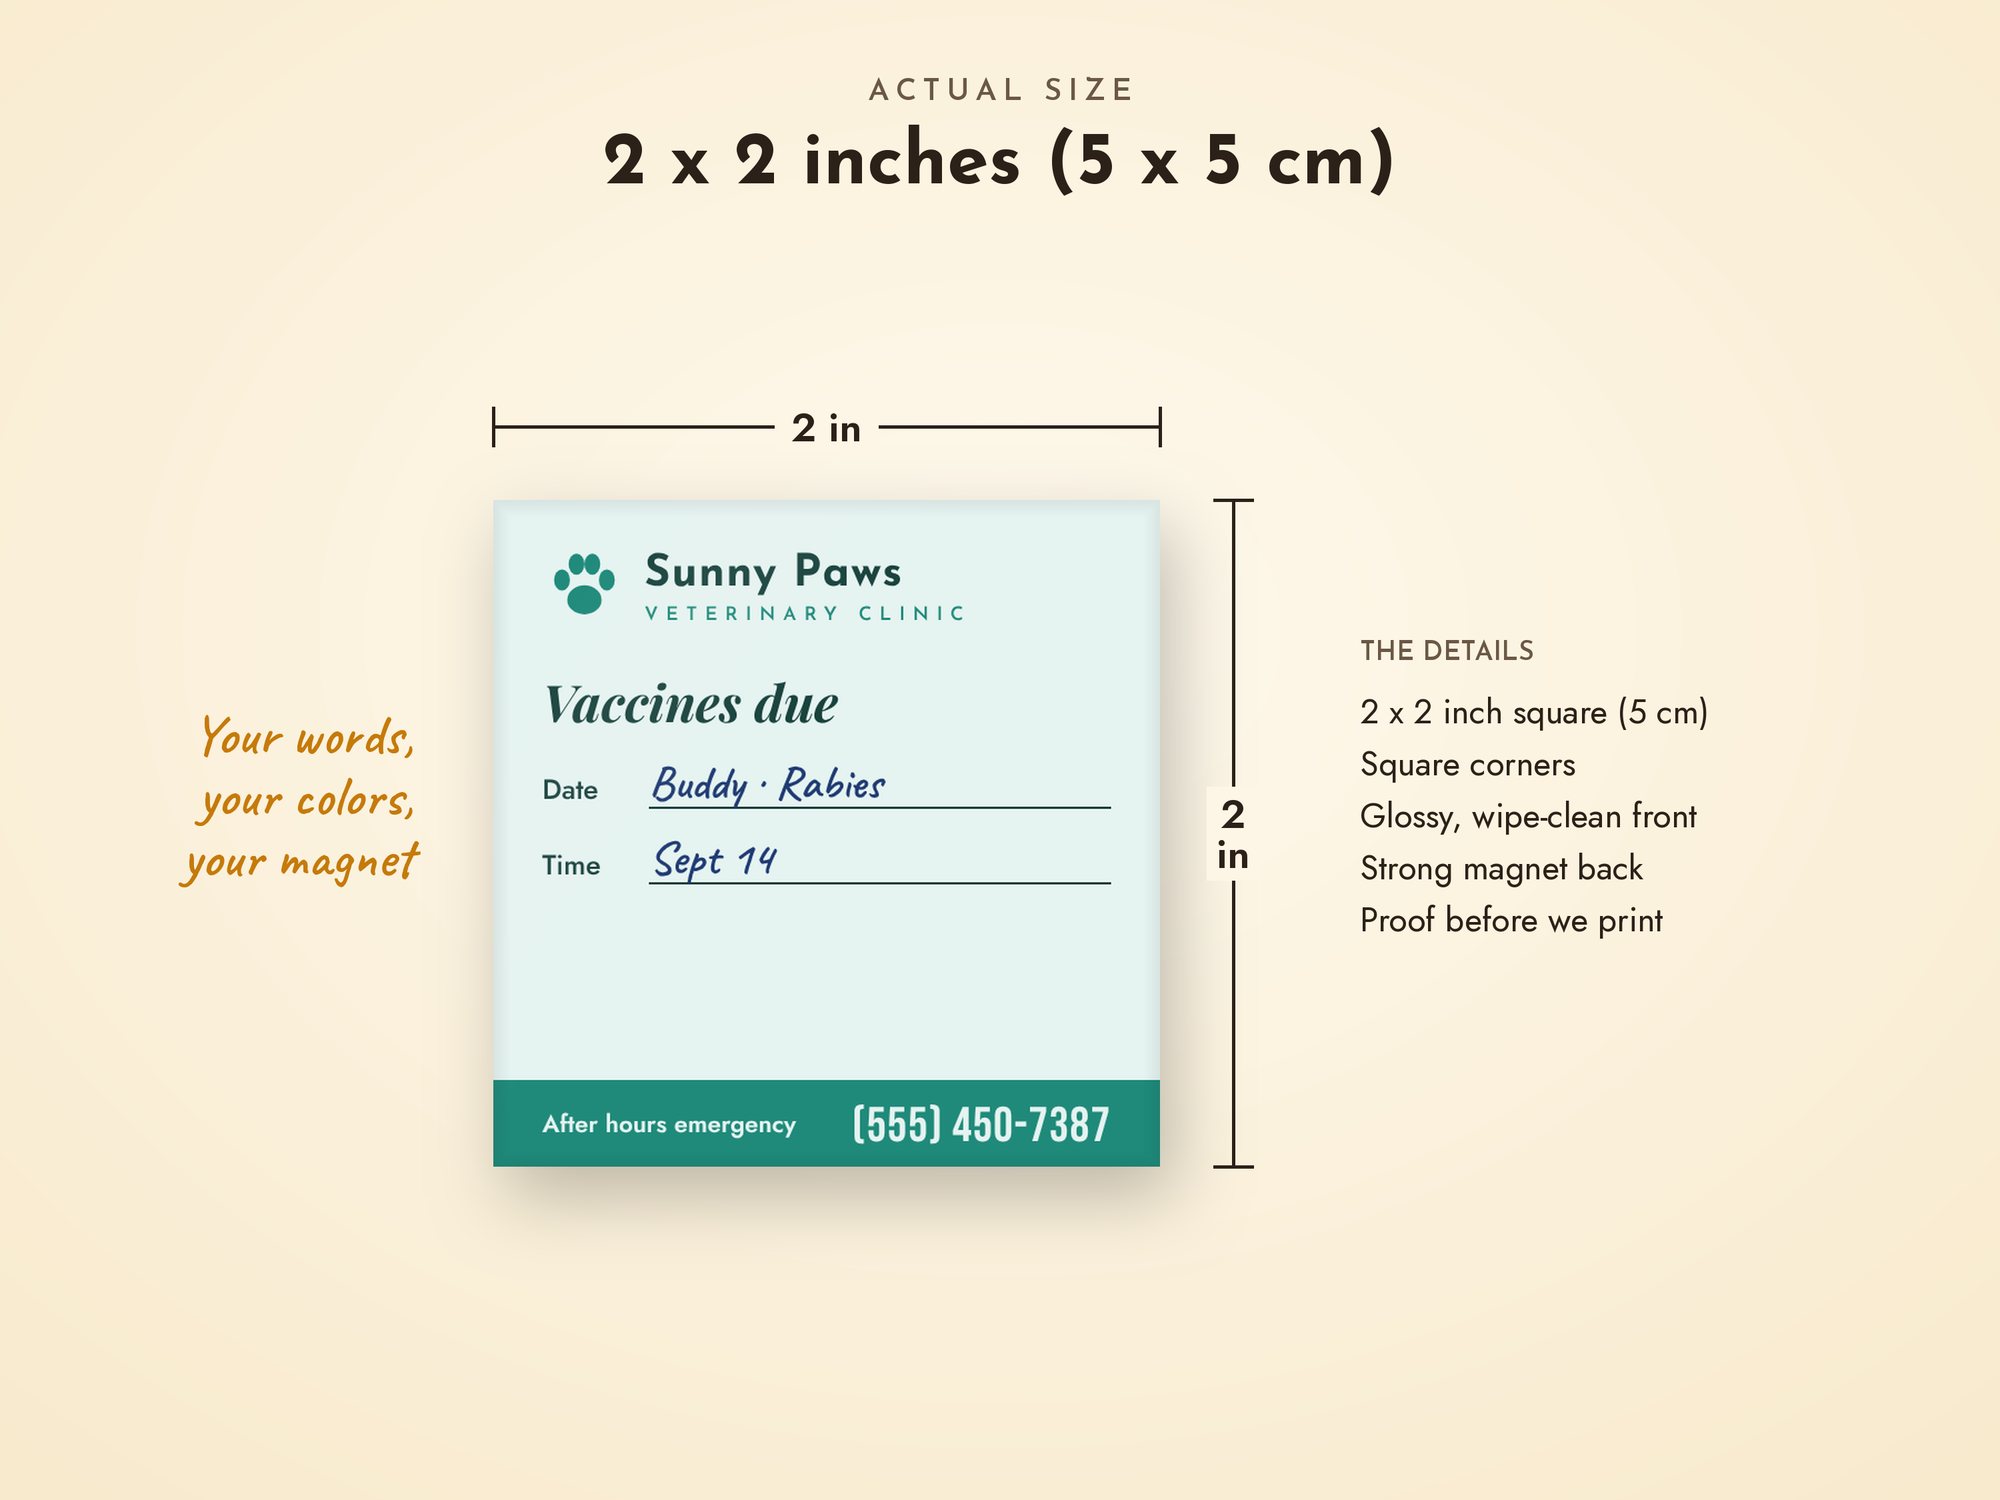 ACTUAL SIZE
2 x 2 inches (5 x 5 cm)
2 in
Sunny Paws
VETERINARY CLINIC
Vaccines due
Date Buddy · Rabies
Time Sept 14
After hours emergency (555) 450-7387
Your words,
your colors,
your magnet
2
in
THE DETAILS
2 x 2 inch square (5 cm)
Square corners
Glossy, wipe-clean front
Strong magnet back
Proof before we print